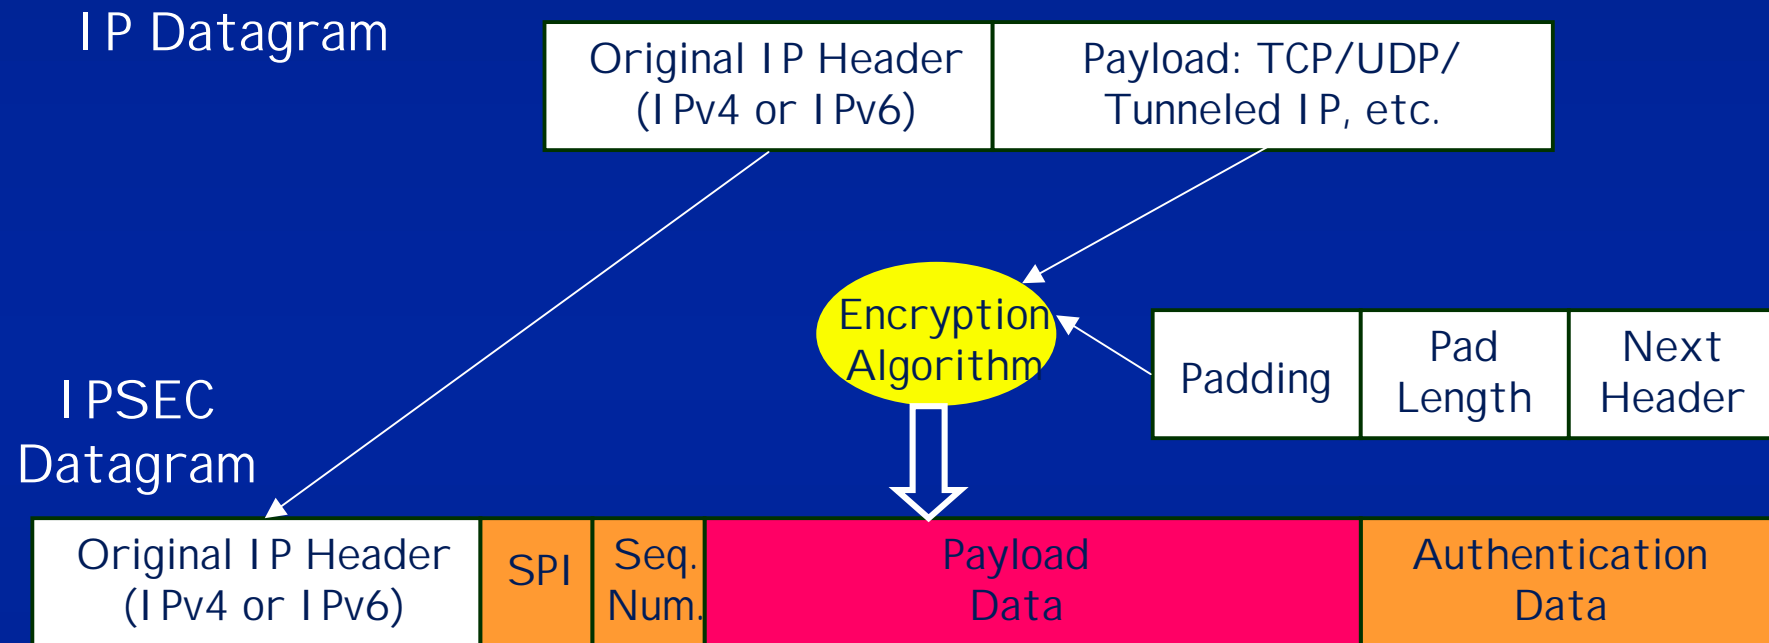 IP Datagram
Original IP Header
(IPv4 or IPv6)
Payload: TCP/UDP/
Tunneled IP, etc.
Encryption
Algorithm
Padding
Pad
Length
Next
Header
IPSEC
Datagram
Original IP Header
(IPv4 or IPv6)
SPI
Seq.
Num.
Payload
Data
Authentication
Data